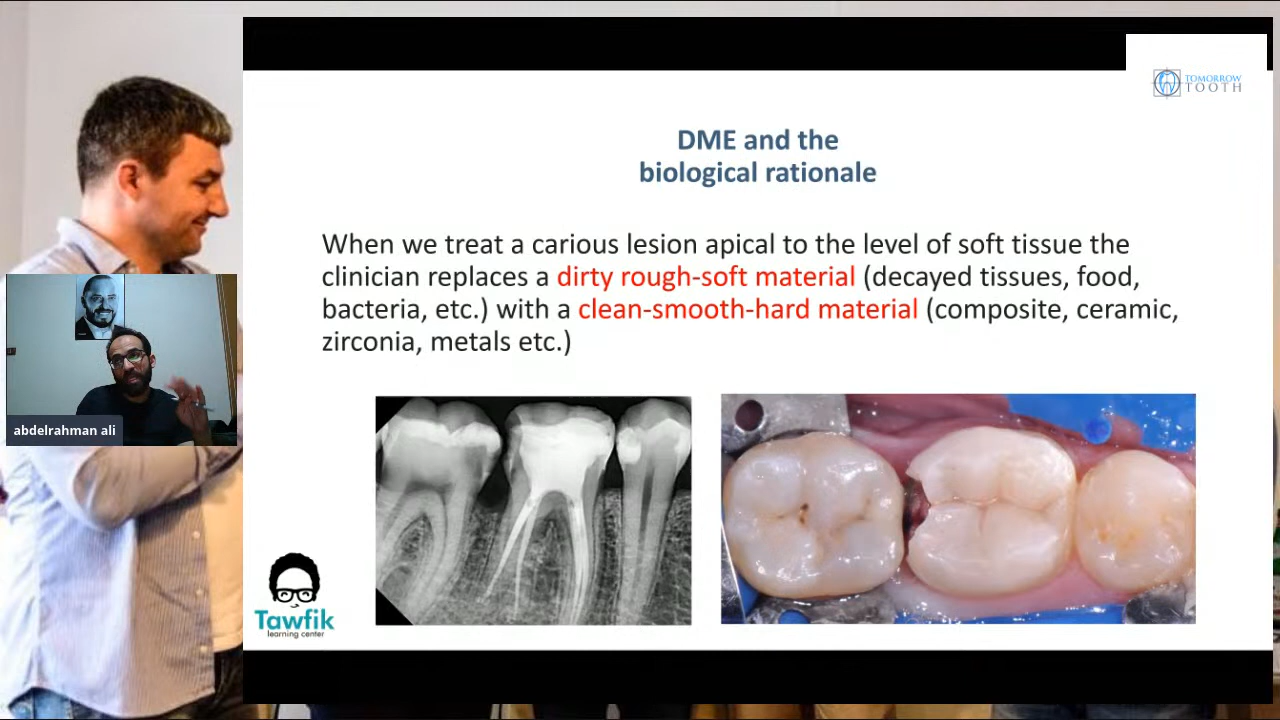 TOMORROW
TOOTH
DME and the
biological rationale
When we treat a carious lesion apical to the level of soft tissue the
clinician replaces a dirty rough-soft material (decayed tissues, food,
bacteria, etc.) with a clean-smooth-hard material (composite, ceramic,
zirconia, metals etc.)
abdelrahman ali
Tawfik
learning center